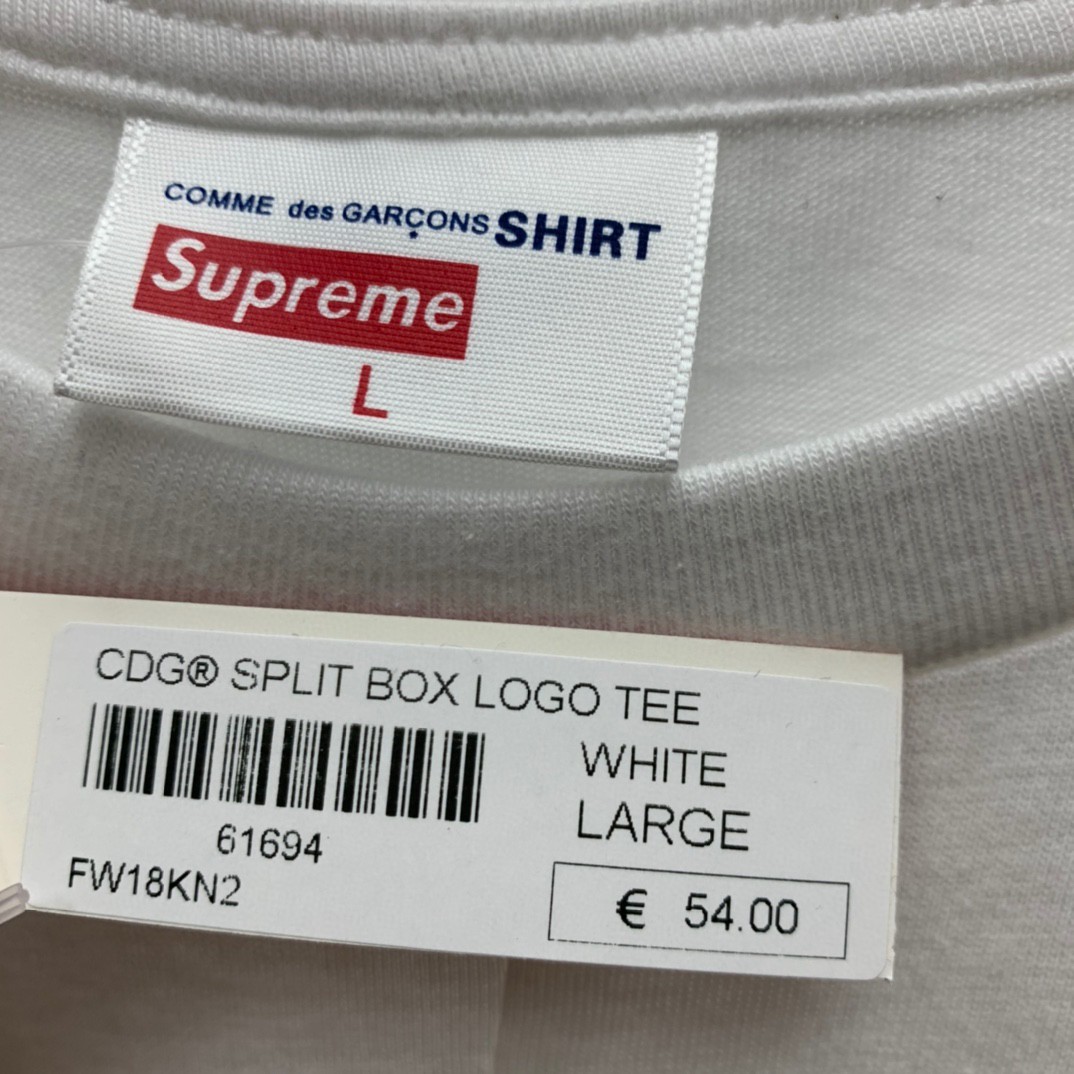 COMME des GARÇONS SHIRT
Supreme
L
CDG® SPLIT BOX LOGO TEE
WHITE
LARGE
61694
FW18KN2
€ 54.00